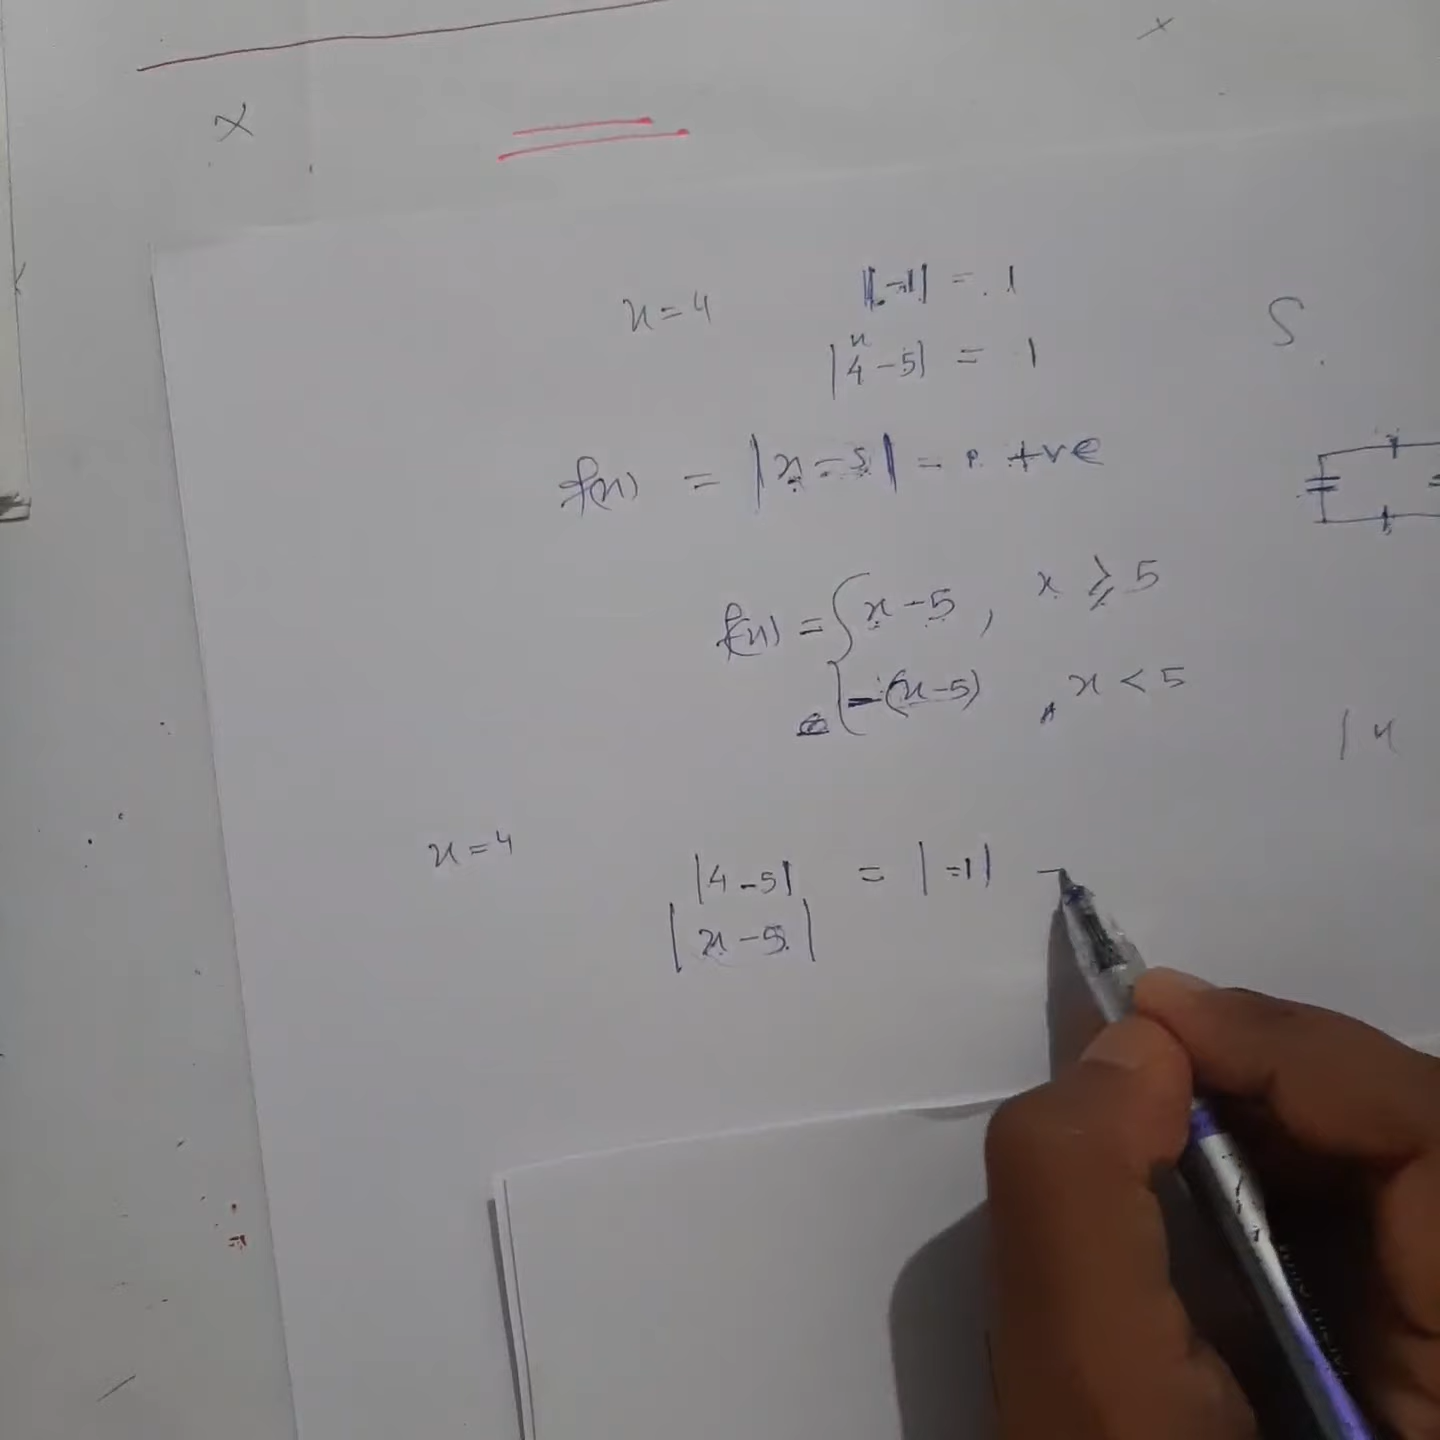 x
x
x = 4
|-1| = 1
x
|4-5| = 1
S
f(x) = |x-5| = +ve
f(x) = { x-5, x ≥ 5
-(x-5), x < 5
|x
x = 4
|4-5| = |-1| -
|x-5|